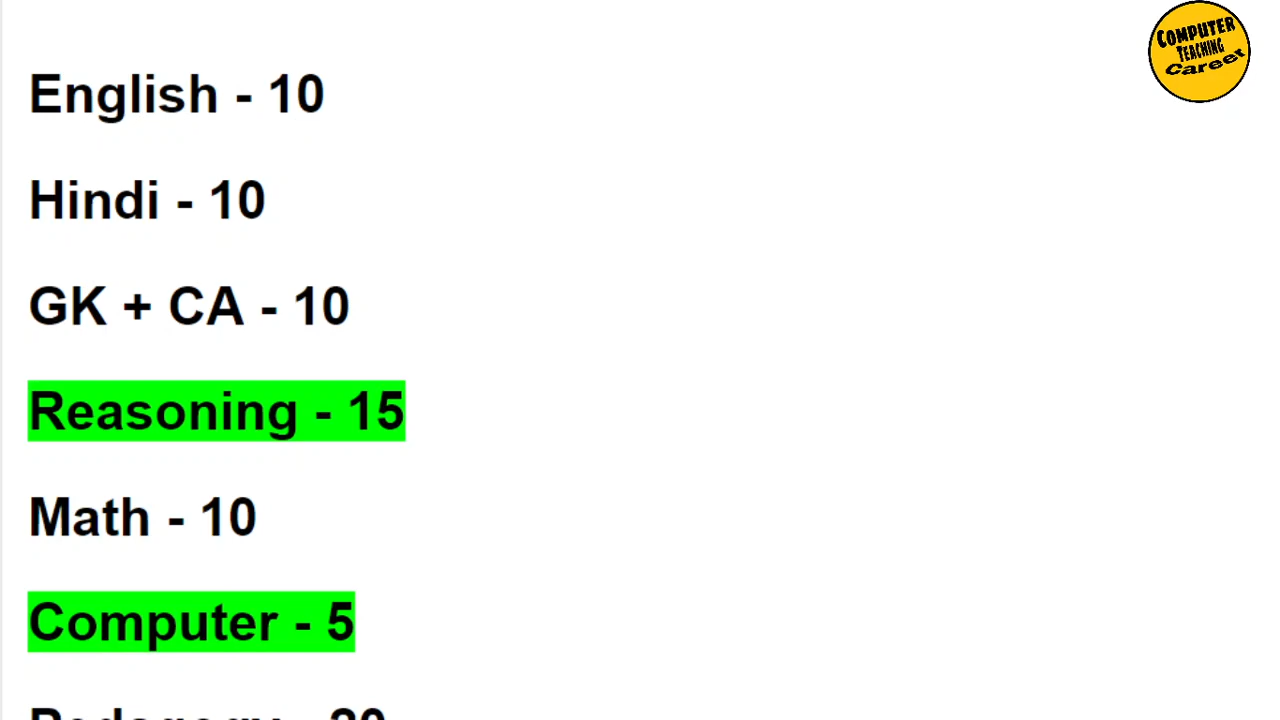 COMPUTER
TEACHING
Career
English - 10
Hindi - 10
GK + CA - 10
Reasoning - 15
Math - 10
Computer - 5